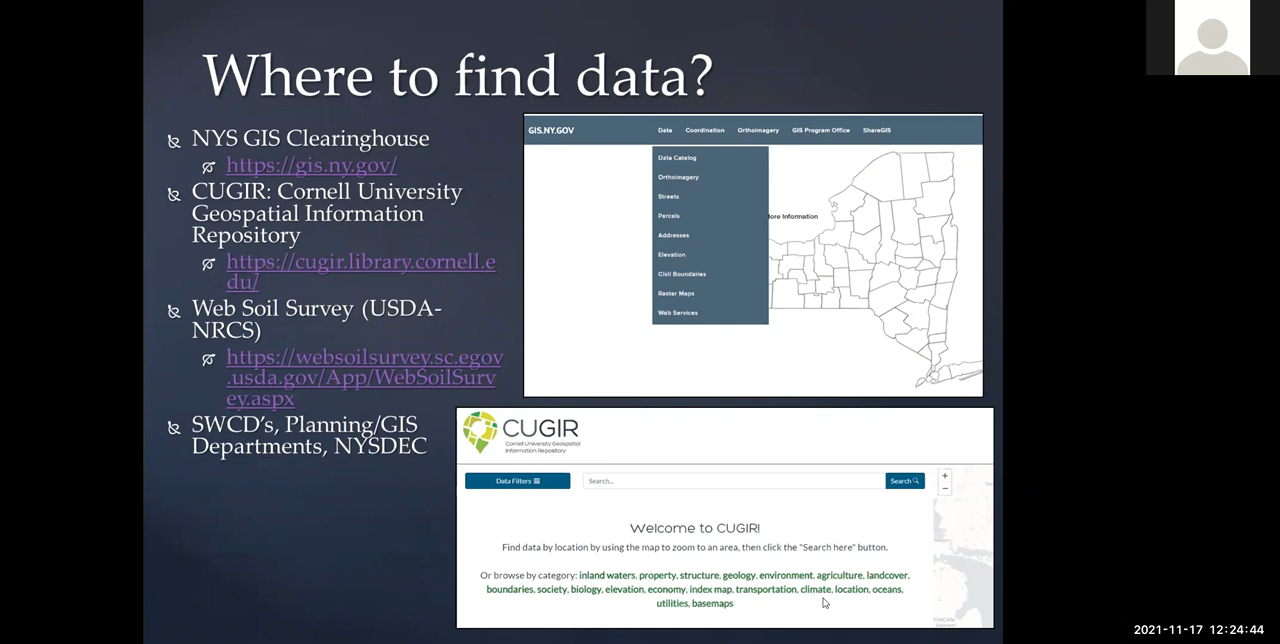 Where to find data?
NYS GIS Clearinghouse
https://gis.ny.gov/
CUGIR: Cornell University
Geospatial Information
Repository
https://cugir.library.cornell.e
du/
Web Soil Survey (USDA-
NRCS)
https://websoilsurvey.sc.egov
.usda.gov/App/WebSoilSurv
ey.aspx
SWCD's, Planning/GIS
Departments, NYSDEC
GIS.NY.GOV
Data Coordination Orthoimagery GIS Program Office ShareGIS
Data Catalog
Orthoimagery
Streets
Parcels
Addresses
Elevation
Civil Boundaries
Raster Maps
Web Services
ore Information
CUGIR
Cornell University Geospatial
Information Repository
Data Filters
Search...
Search
+
−
Welcome to CUGIR!
Find data by location by using the map to zoom to an area, then click the "Search here" button.
Or browse by category: inland waters, property, structure, geology, environment, agriculture, landcover,
boundaries, society, biology, elevation, economy, index map, transportation, climate, location, oceans,
utilities, basemaps
2021-11-17 12:24:44